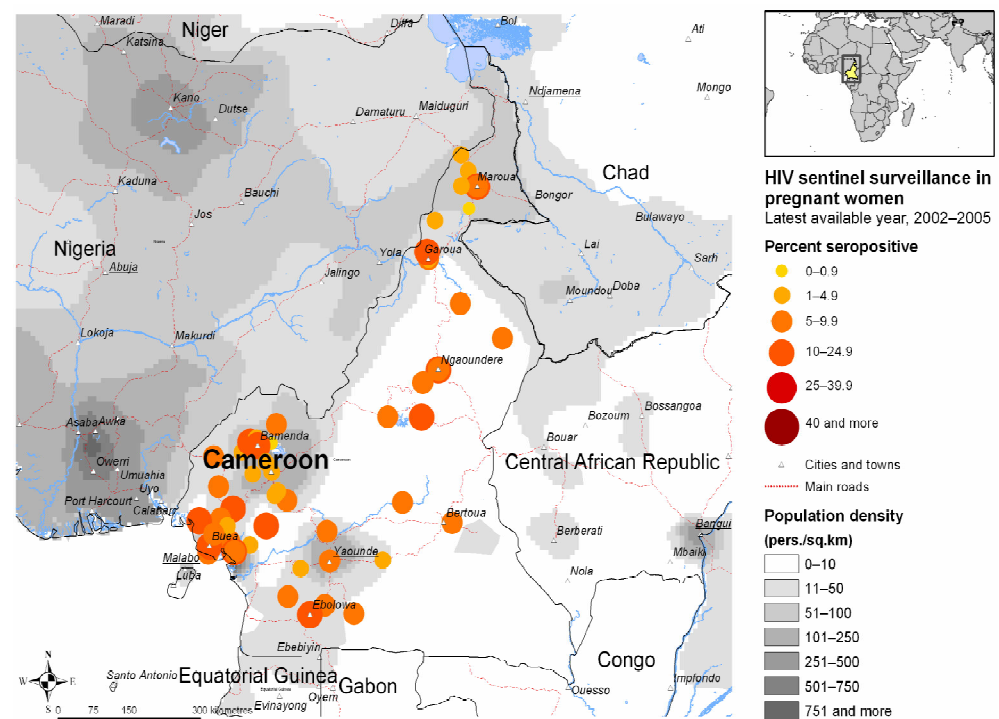 Maradi
Niger
Diffa
Bol
Katsina
Ati
Kano
Dutse
Ndjamena
Mongo
Damaturu
Maiduguri
Maroua
Chad
Kaduna
Bongor
Bauchi
Bulawayo
Jos
Nigeria
Garoua
Lai
Yola
Sarh
Abuja
Jalingo
Moundou
Doba
Lokoja
Makurdi
Ngaoundere
Bossangoa
Bozoum
Asaba
Awka
Bamenda
Bouar
Cameroon
Cameroon
Central African Republic
Owerri
Umuahia
Uyo
Port Harcourt
Calabar
Bertoua
Buea
Berberati
Bangui
Malabo
Yaounde
Mbaiki
Luba
Nola
Ebolowa
Ebebiyin
Congo
N
W
E
S
Santo Antonio
Equatorial Guinea
Gabon
Impfondo
Equatorial Guinea
Oyem
Ouesso
Evinayong
0 75 150 300 kilometres
HIV sentinel surveillance in
pregnant women
Latest available year, 2002–2005
Percent seropositive
0–0.9
1–4.9
5–9.9
10–24.9
25–39.9
40 and more
Cities and towns
Main roads
Population density
(pers./sq.km)
0–10
11–50
51–100
101–250
251–500
501–750
751 and more